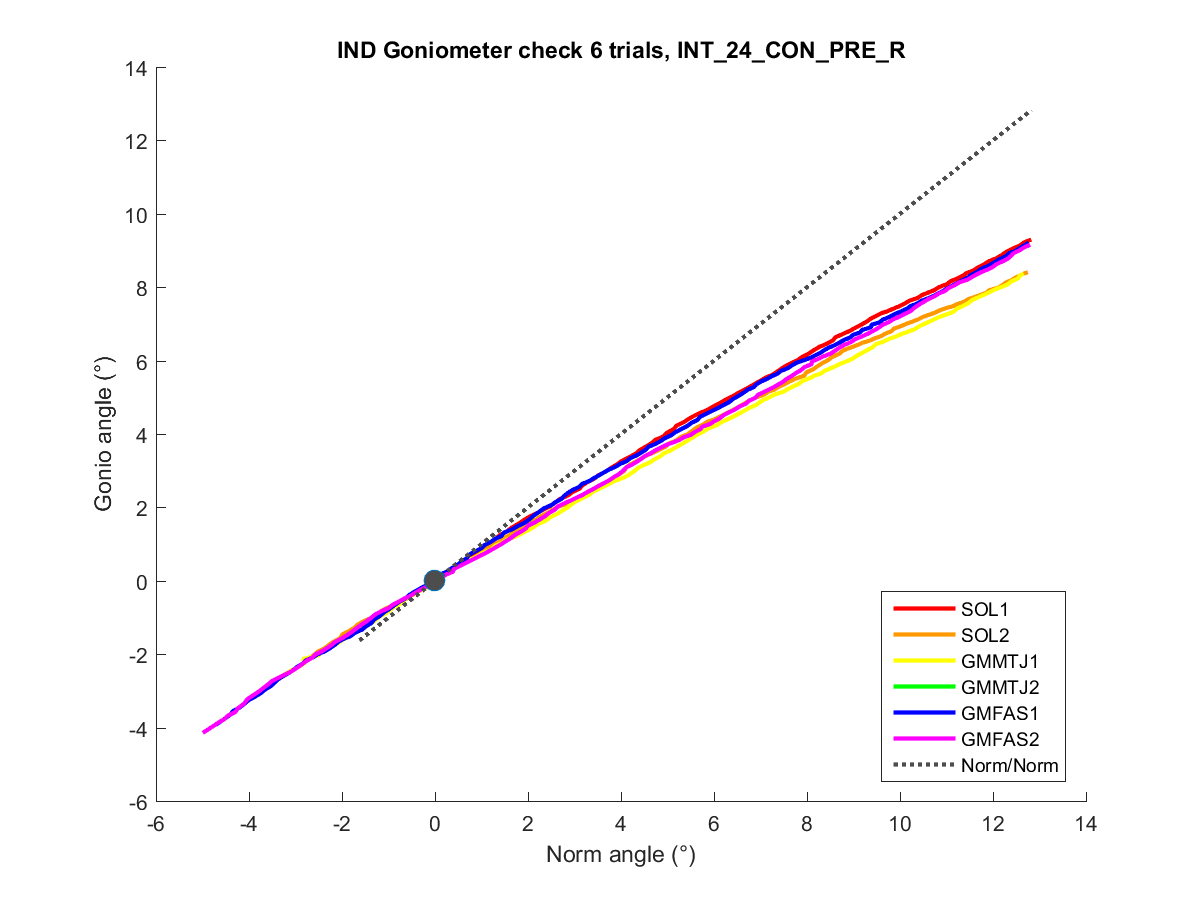 IND Goniometer check 6 trials, INT_24_CON_PRE_R
14
12
10
8
6
4
2
0
-2
-4
-6
Gonio angle (°)
-6 -4 -2 0 2 4 6 8 10 12 14
Norm angle (°)
SOL1
SOL2
GMMTJ1
GMMTJ2
GMFAS1
GMFAS2
Norm/Norm